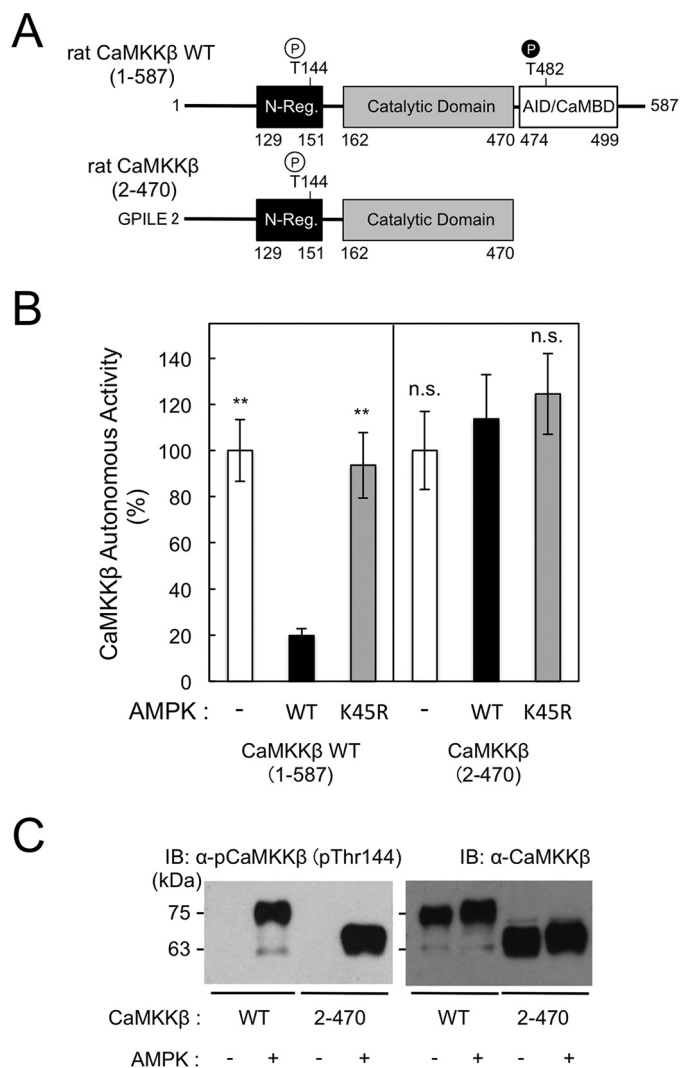 A
rat CaMKKβ WT
(1-587)
P
T144
P
T482
1
N-Reg.
Catalytic Domain
AID/CaMBD
587
129 151 162 470 474 499
rat CaMKKβ
(2-470)
P
T144
GPILE 2
N-Reg.
Catalytic Domain
129 151 162 470
B
CaMKKβ Autonomous Activity
(%)
140
120
100
80
60
40
20
0
**
**
n.s.
n.s.
AMPK : - WT K45R - WT K45R
CaMKKβ WT
(1-587)
CaMKKβ
(2-470)
C
IB: α-pCaMKKβ (pThr144)
IB: α-CaMKKβ
(kDa)
75
63
CaMKKβ : WT 2-470 WT 2-470
AMPK : - + - + - + - +